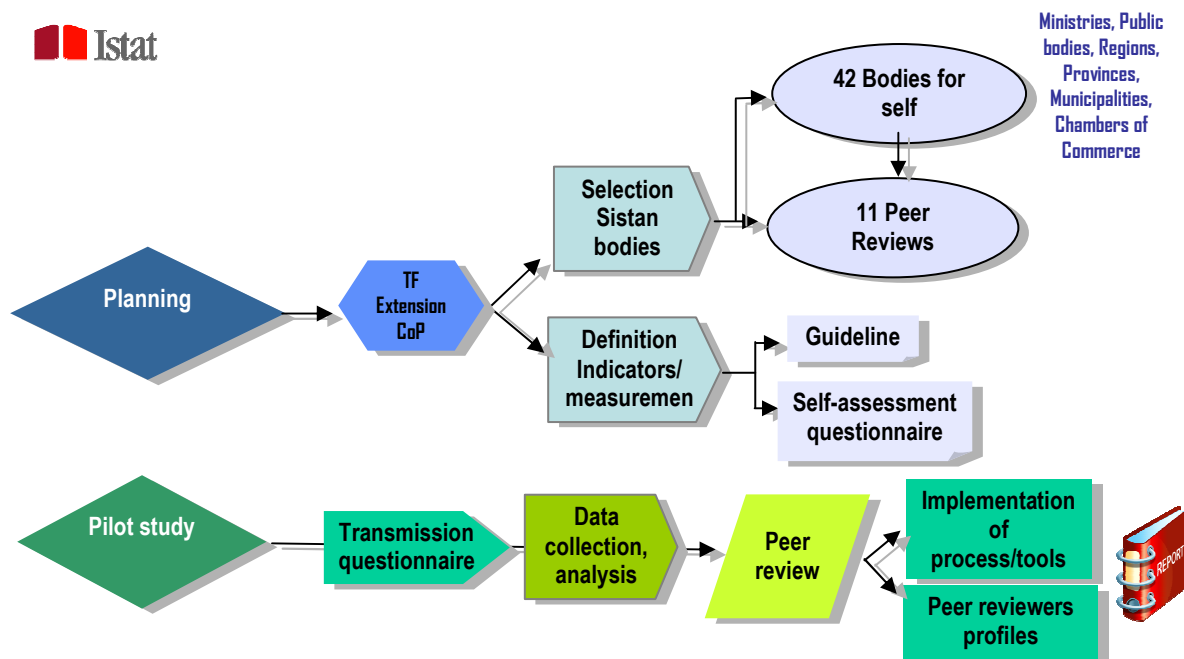 Istat
Ministries, Public
bodies, Regions,
Provinces,
Municipalities,
Chambers of
Commerce
42 Bodies for
self
Selection
Sistan
bodies
11 Peer
Reviews
Planning
TF
Extension
CoP
Definition
Indicators/
measuremen
Guideline
Self-assessment
questionnaire
Pilot study
Transmission
questionnaire
Data
collection,
analysis
Peer
review
Implementation
of
process/tools
Peer reviewers
profiles
REPORT